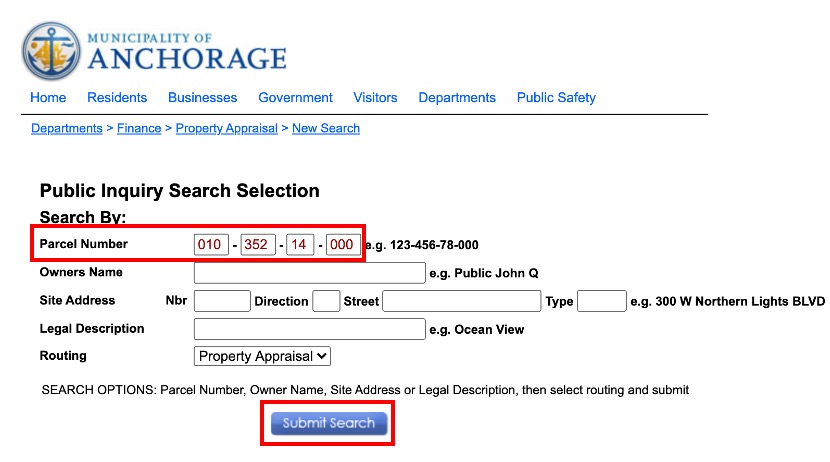 MUNICIPALITY OF
ANCHORAGE
Home Residents Businesses Government Visitors Departments Public Safety
Departments > Finance > Property Appraisal > New Search
Public Inquiry Search Selection
Search By:
Parcel Number 010 - 352 - 14 - 000 e.g. 123-456-78-000
Owners Name e.g. Public John Q
Site Address Nbr Direction Street Type e.g. 300 W Northern Lights BLVD
Legal Description e.g. Ocean View
Routing Property Appraisal
SEARCH OPTIONS: Parcel Number, Owner Name, Site Address or Legal Description, then select routing and submit
Submit Search